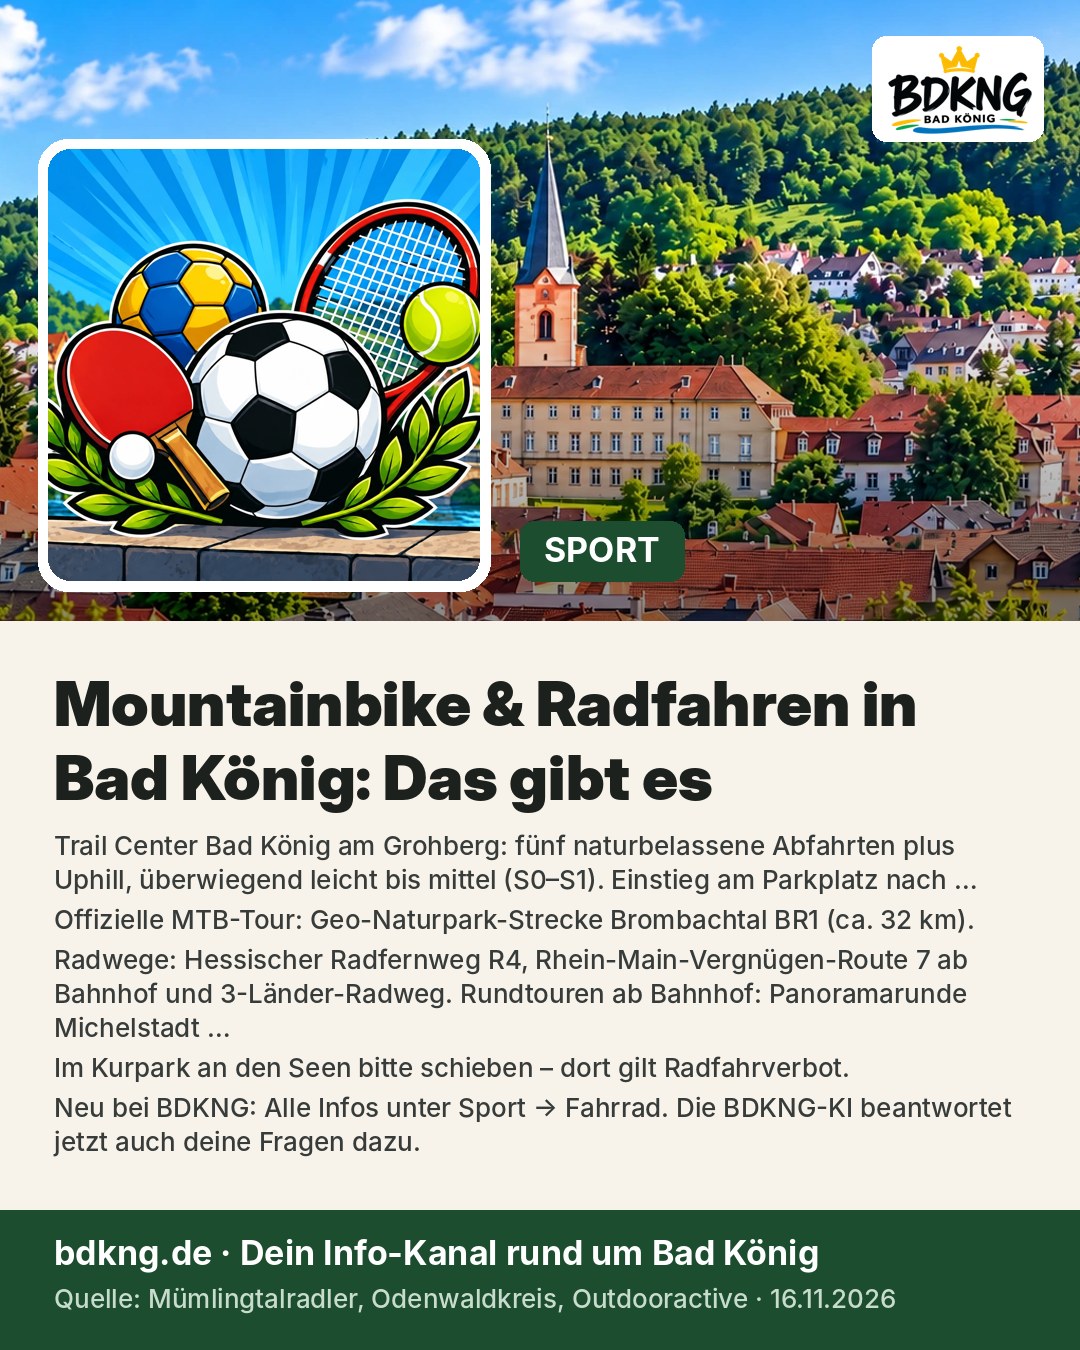 BDKNG
BAD KÖNIG
SPORT
Mountainbike & Radfahren in
Bad König: Das gibt es
Trail Center Bad König am Grohberg: fünf naturbelassene Abfahrten plus
Uphill, überwiegend leicht bis mittel (S0–S1). Einstieg am Parkplatz nach ...
Offizielle MTB-Tour: Geo-Naturpark-Strecke Brombachtal BR1 (ca. 32 km).
Radwege: Hessischer Radfernweg R4, Rhein-Main-Vergnügen-Route 7 ab
Bahnhof und 3-Länder-Radweg. Rundtouren ab Bahnhof: Panoramarunde
Michelstadt ...
Im Kurpark an den Seen bitte schieben – dort gilt Radfahrverbot.
Neu bei BDKNG: Alle Infos unter Sport → Fahrrad. Die BDKNG-KI beantwortet
jetzt auch deine Fragen dazu.
bdkng.de · Dein Info-Kanal rund um Bad König
Quelle: Mümlingtalradler, Odenwaldkreis, Outdooractive · 16.11.2026